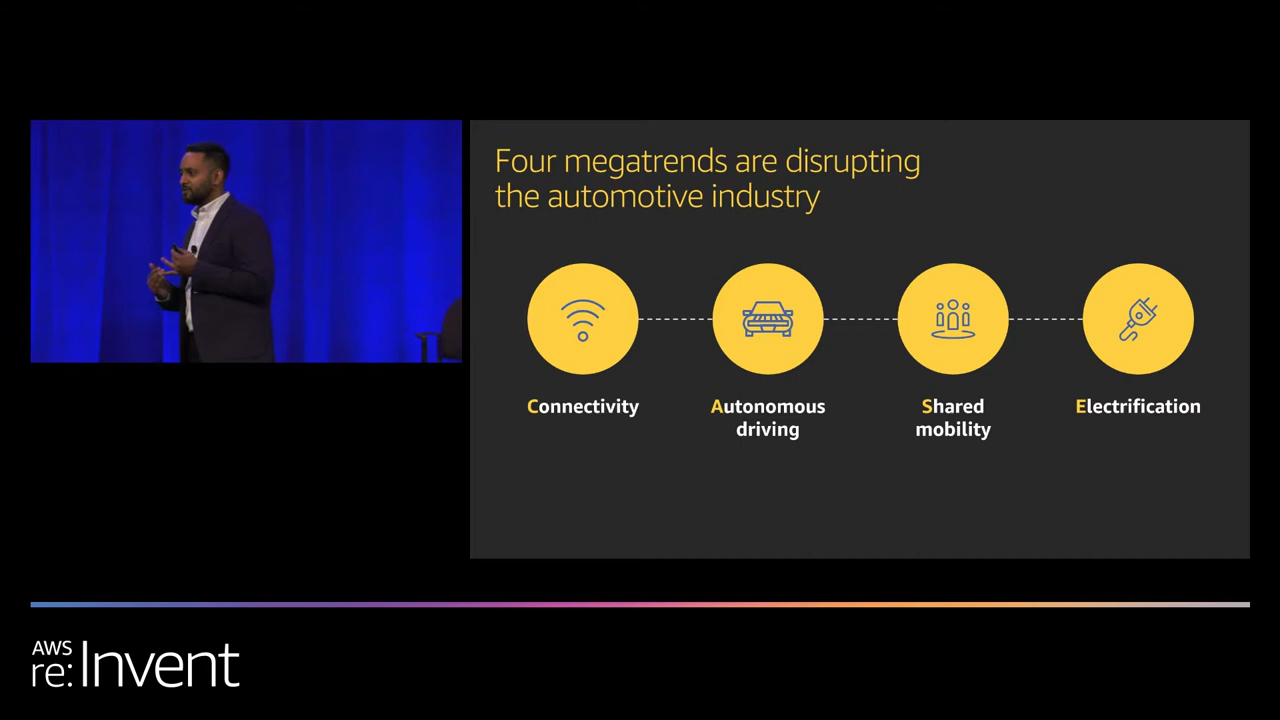 Four megatrends are disrupting
the automotive industry
Connectivity
Autonomous
driving
Shared
mobility
Electrification
AWS
re:Invent